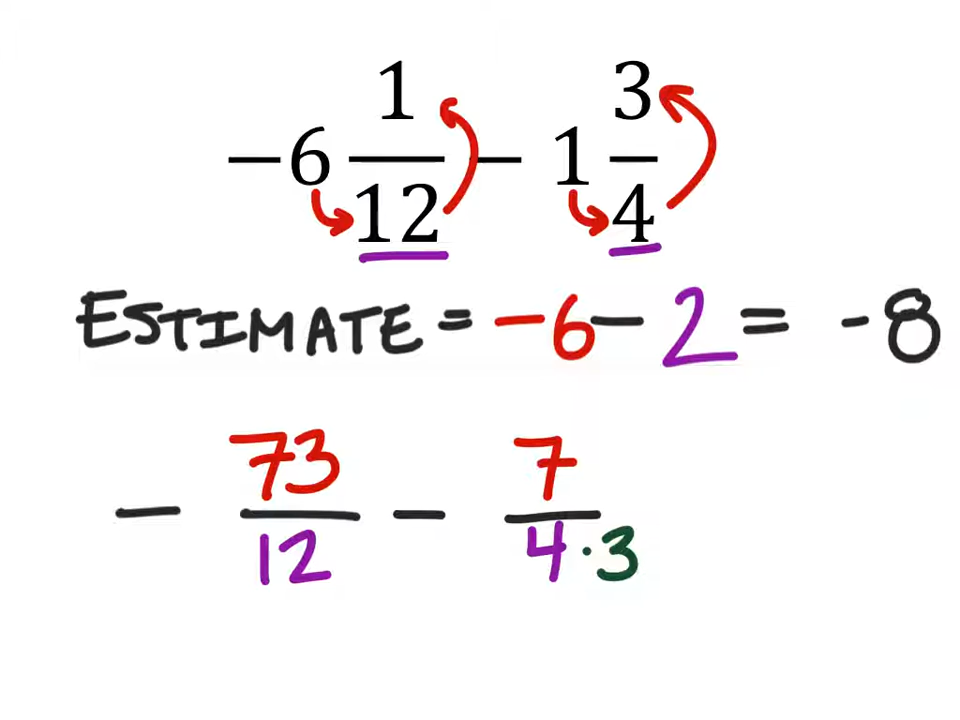 −6 1/12 − 1 3/4
ESTIMATE = -6 - 2 = -8
- 73/12 - 7/4·3